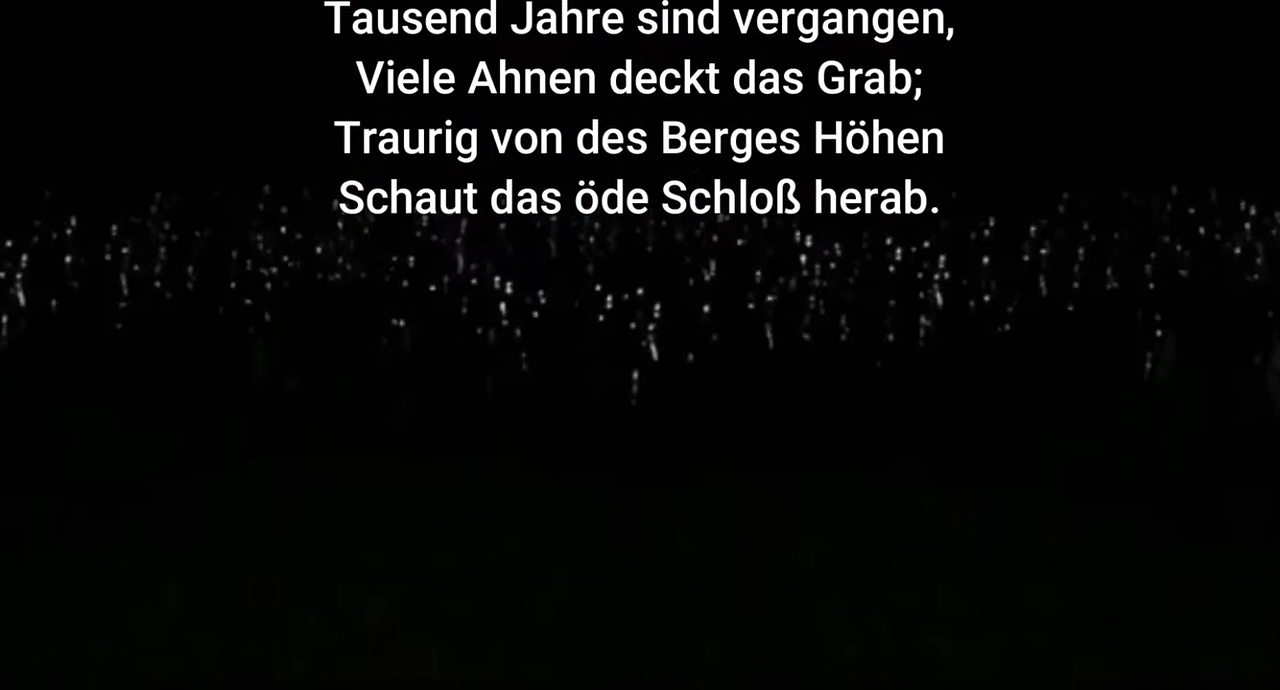 Tausend Jahre sind vergangen,
Viele Ahnen deckt das Grab;
Traurig von des Berges Höhen
Schaut das öde Schloß herab.